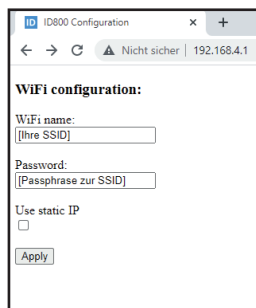 ID ID800 Configuration × +
Nicht sicher | 192.168.4.1
WiFi configuration:
WiFi name:
[Ihre SSID]
Password:
[Passphrase zur SSID]
Use static IP
Apply